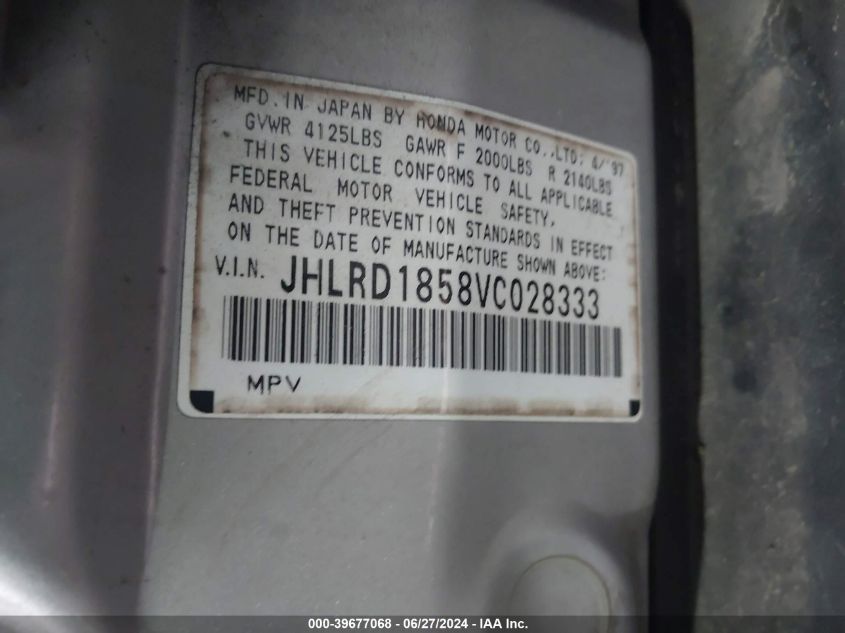 MFD. IN JAPAN BY HONDA MOTOR CO.,LTD; 4/'97
GVWR 4125LBS GAWR F 2000LBS R 2140LBS
THIS VEHICLE CONFORMS TO ALL APPLICABLE
FEDERAL MOTOR VEHICLE SAFETY,
AND THEFT PREVENTION STANDARDS IN EFFECT
ON THE DATE OF MANUFACTURE SHOWN ABOVE:
V.I.N. JHLRD1858VC028333
MPV
000-39677068 - 06/27/2024 - IAA Inc.